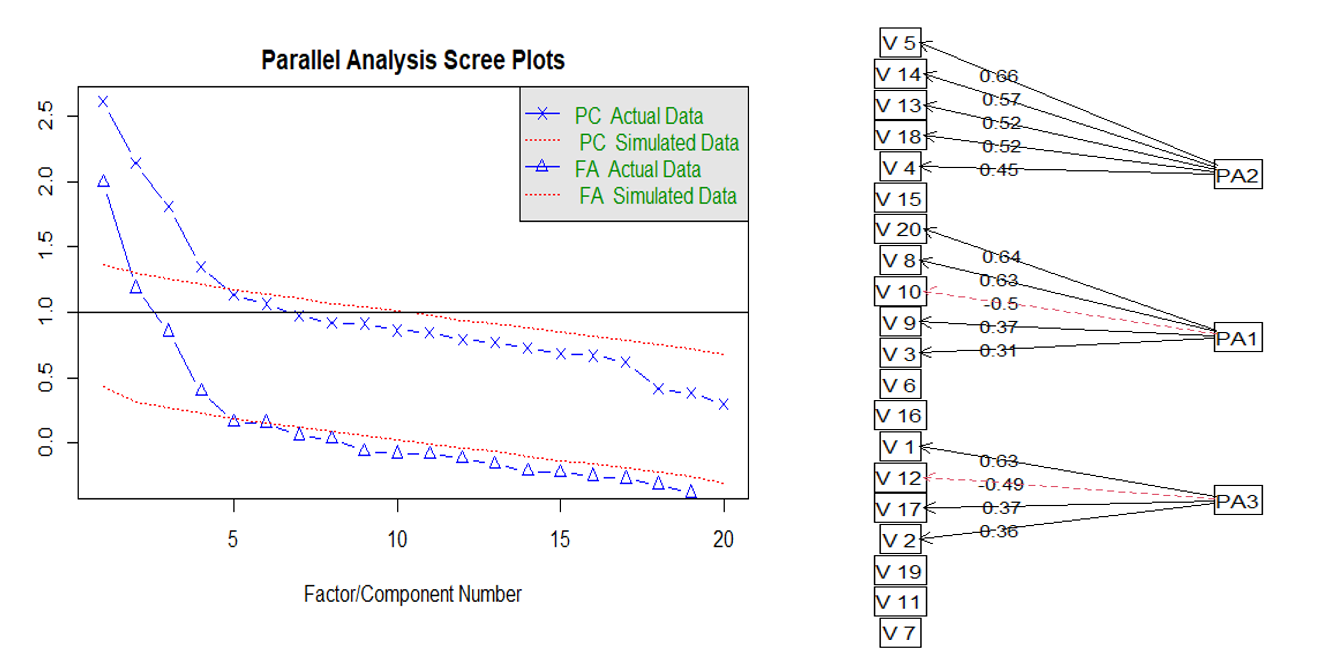 Parallel Analysis Scree Plots
PC Actual Data
PC Simulated Data
FA Actual Data
FA Simulated Data
2.5
2.0
1.5
1.0
0.5
0.0
5
10
15
20
Factor/Component Number
V 5
V 14
V 13
V 18
V 4
V 15
V 20
V 8
V 10
V 9
V 3
V 6
V 16
V 1
V 12
V 17
V 2
V 19
V 11
V 7
0.66
0.57
0.52
0.52
0.45
0.64
0.63
-0.5
0.37
0.31
0.63
-0.49
0.37
0.36
PA2
PA1
PA3